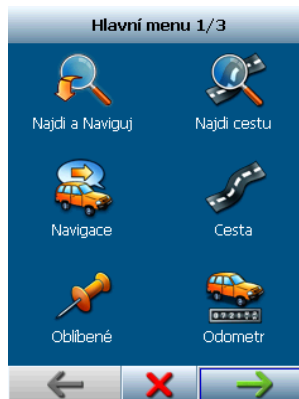 Hlavní menu 1/3
Najdi a Naviguj
Najdi cestu
Navigace
Cesta
Oblíbené
Odometr